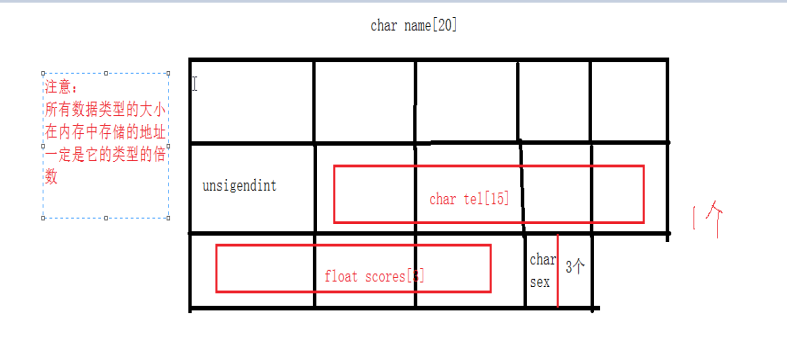 char name[20]
注意：
所有数据类型的大小
在内存中存储的地址
一定是它的类型的倍
数
unsigendint
char tel[15]
1个
float scores[3]
char
sex
3个